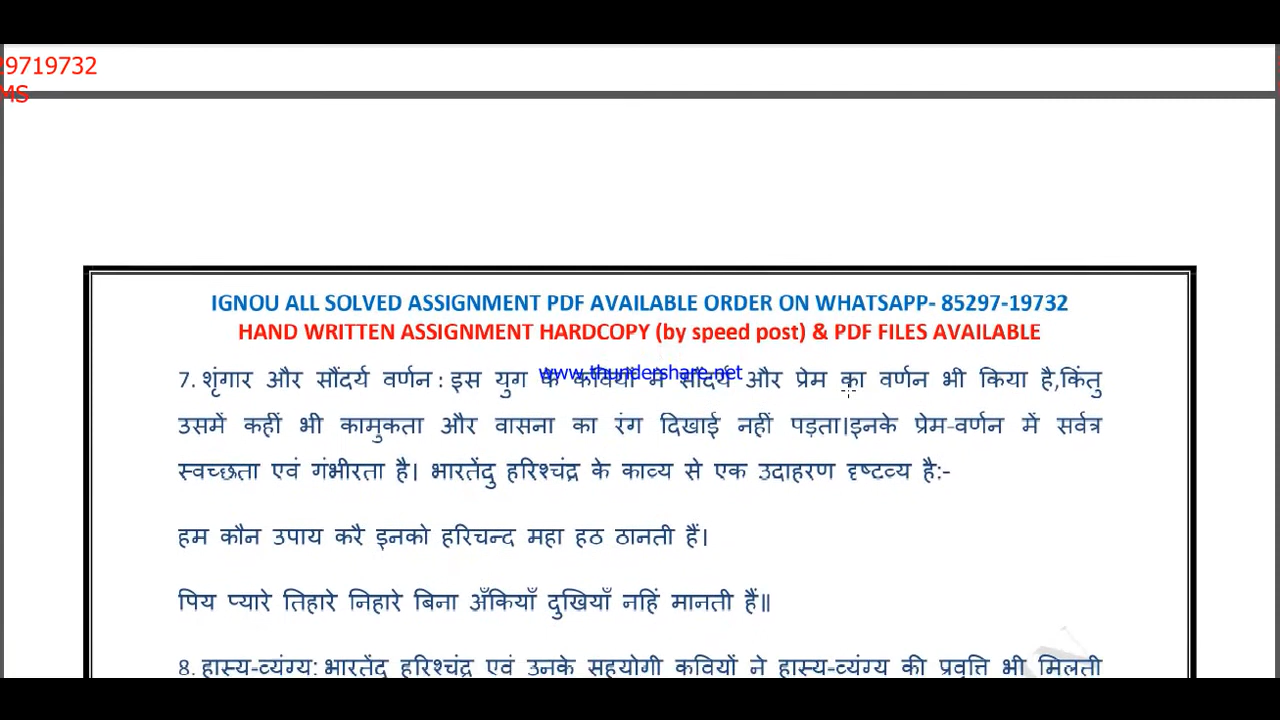 9719732
MS
IGNOU ALL SOLVED ASSIGNMENT PDF AVAILABLE ORDER ON WHATSAPP- 85297-19732
HAND WRITTEN ASSIGNMENT HARDCOPY (by speed post) & PDF FILES AVAILABLE
www.thundershare.net
7. शृंगार और सौंदर्य वर्णन : इस युग के कवियों में सौंदर्य और प्रेम का वर्णन भी किया है,किंतु
उसमें कहीं भी कामुकता और वासना का रंग दिखाई नहीं पड़ता।इनके प्रेम-वर्णन में सर्वत्र
स्वच्छता एवं गंभीरता है। भारतेंदु हरिश्चंद्र के काव्य से एक उदाहरण दृष्टव्य है:-
हम कौन उपाय करै इनको हरिचन्द महा हठ ठानती हैं।
पिय प्यारे तिहारे निहारे बिना अँकियाँ दुखियाँ नहिं मानती हैं॥
8. हास्य-व्यंग्य: भारतेंदु हरिश्चंद्र एवं उनके सहयोगी कवियों ने हास्य-व्यंग्य की प्रवृत्ति भी मिलती